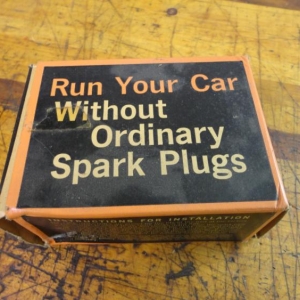 Run Your Car
Without
Ordinary
Spark Plugs
INSTRUCTIONS FOR INSTALLATION